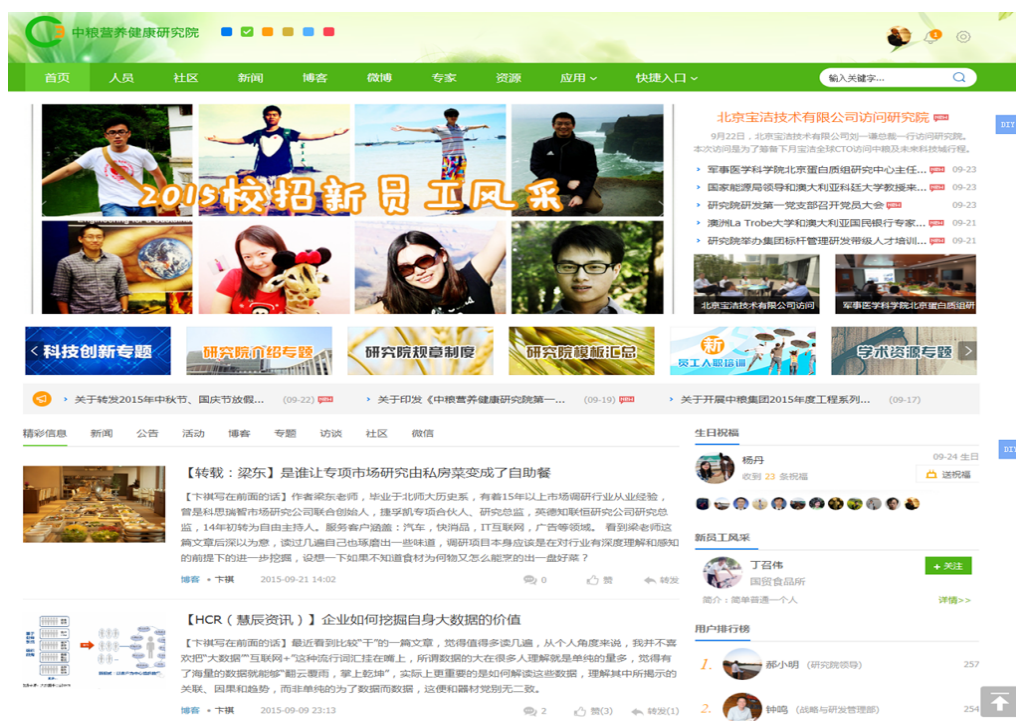 中粮营养健康研究院
1
首页 人员 社区 新闻 博客 微博 专家 资源 应用 快捷入口
输入关键字...
2015校招新员工风采
北京宝洁技术有限公司访问研究院
9月22日，北京宝洁技术有限公司刘一谦总裁一行访问研究院。
本次访问是为了筹备下月宝洁全球CTO访问中粮及未来科技城行程。
军事医学科学院北京蛋白质组研究中心主任... 09-23
国家能源局领导和澳大利亚科廷大学教授来... 09-23
研究院研发第一党支部召开党员大会 09-23
澳洲La Trobe大学和澳大利亚国民银行专家... 09-21
研究院举办集团标杆管理研发带级人才培训... 09-21
北京宝洁技术有限公司访问
军事医学科学院北京蛋白质组研
DIY
科技创新专题
研究院介绍专题
研究院规章制度
研究院模板汇总
新
员工入职培训
学术资源专题
关于转发2015年中秋节、国庆节放假... (09-22)
关于印发《中粮营养健康研究院第一... (09-19)
关于开展中粮集团2015年度工程系列... (09-17)
精彩信息 新闻 公告 活动 博客 专题 访谈 社区 微信
【转载：梁东】是谁让专项市场研究由私房菜变成了自助餐
【卞祺写在前面的话】作者梁东老师，毕业于北师大历史系，有着15年以上市场调研行业从业经验，
曾是科思瑞智市场研究公司联合创始人，捷孚凯专项合伙人、研究总监，英德知联恒研究公司研究总
监，14年初转为自由主持人。服务客户涵盖：汽车，快消品，IT互联网，广告等领域。 看到梁老师这
篇文章后深以为意，读过几遍自己也琢磨出一些味道，调研项目本身应该是在对行业有深度理解和感知
的前提下的进一步挖掘，设想一下如果不知道食材为何物又怎么能烹的出一盘好菜？
博客 • 卞祺 2015-09-21 14:02 0 赞 转发
【HCR（慧辰资讯）】企业如何挖掘自身大数据的价值
【卞祺写在前面的话】最近看到比较“干”的一篇文章，觉得值得多读几遍，从个人角度来说，我并不喜
欢把“大数据”“互联网+”这种流行词汇挂在嘴上，所谓数据的大在很多人理解就是单纯的量多，觉得有
了海量的数据就能够“翻云覆雨，掌上乾坤”，实际上更重要的是如何解读这些数据，理解其中所揭示的
关联、因果和趋势，而非单纯的为了数据而数据，这便和器材党别无二致。
博客 • 卞祺 2015-09-09 23:13 2 赞(3) 转发(1)
生日祝福
杨丹 09-24 生日
收到 23 条祝福 送祝福
DIY
新员工风采
丁召伟
国贸食品所
+ 关注
简介：简单普通一个人 详情>>
用户排行榜
1. 郝小明 (研究院领导) 257
2. 钟鸣 (战略与研发管理部) 254